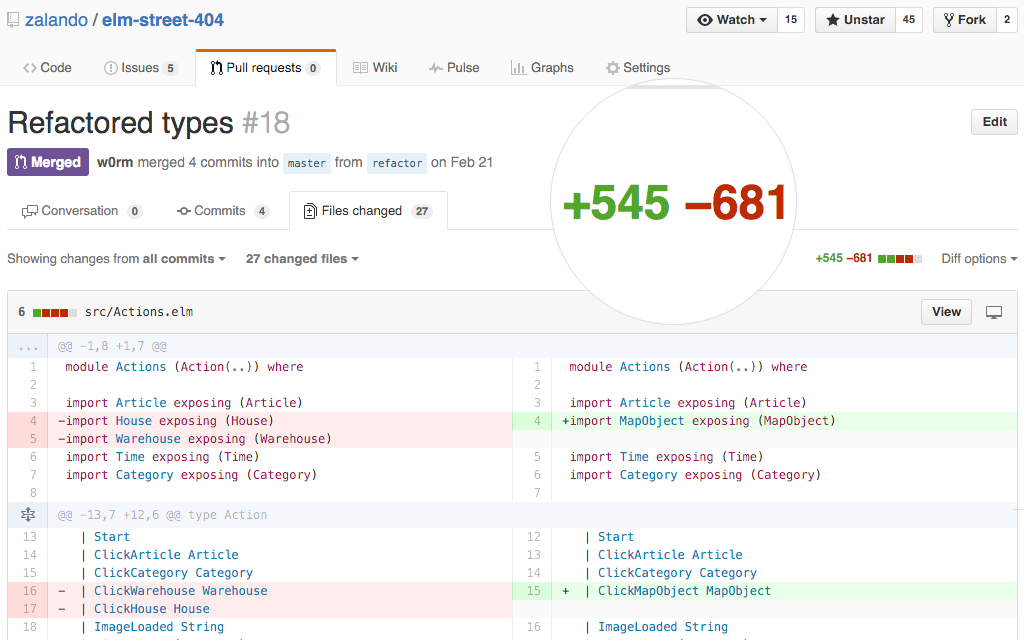 zalando / elm-street-404
Watch 15 Unstar 45 Fork 2
Code Issues 5 Pull requests 0 Wiki Pulse Graphs Settings
Refactored types #18
Edit
Merged w0rm merged 4 commits into master from refactor on Feb 21
+545 −681
Conversation 0 Commits 4 Files changed 27
Showing changes from all commits 27 changed files +545 −681 Diff options
6 src/Actions.elm View
... @@ -1,8 +1,7 @@
1 module Actions (Action(..)) where 1 module Actions (Action(..)) where
2 2
3 import Article exposing (Article) 3 import Article exposing (Article)
4 -import House exposing (House) 4 +import MapObject exposing (MapObject)
5 -import Warehouse exposing (Warehouse)
6 import Time exposing (Time) 5 import Time exposing (Time)
7 import Category exposing (Category) 6 import Category exposing (Category)
8 7
@@ -13,7 +12,6 @@ type Action
13 | Start 12 | Start
14 | ClickArticle Article 13 | ClickArticle Article
15 | ClickCategory Category 14 | ClickCategory Category
16 - | ClickWarehouse Warehouse 15 + | ClickMapObject MapObject
17 - | ClickHouse House
18 | ImageLoaded String 16 | ImageLoaded String